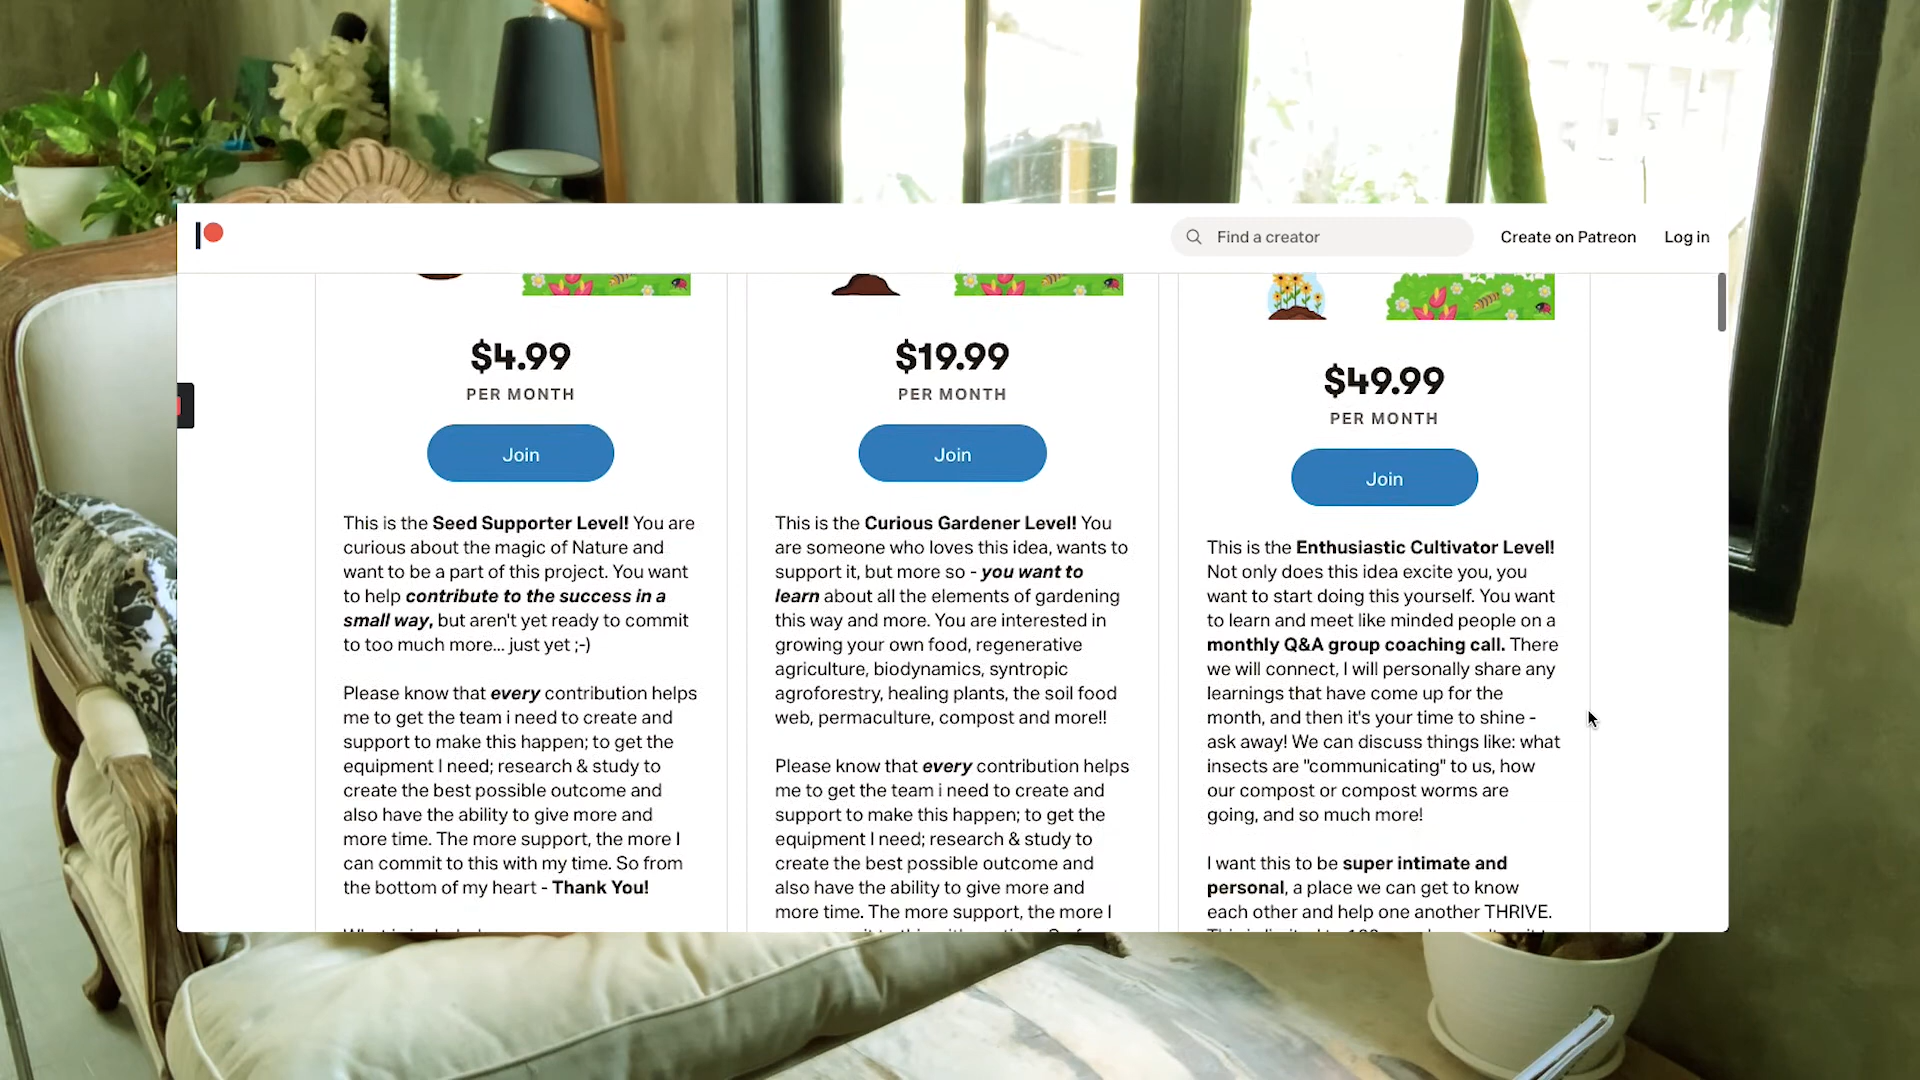 Find a creator
Create on Patreon
Log in
$4.99
PER MONTH
Join
This is the Seed Supporter Level! You are
curious about the magic of Nature and
want to be a part of this project. You want
to help contribute to the success in a
small way, but aren't yet ready to commit
to too much more... just yet ;-)
Please know that every contribution helps
me to get the team i need to create and
support to make this happen; to get the
equipment I need; research & study to
create the best possible outcome and
also have the ability to give more and
more time. The more support, the more I
can commit to this with my time. So from
the bottom of my heart - Thank You!
$19.99
PER MONTH
Join
This is the Curious Gardener Level! You
are someone who loves this idea, wants to
support it, but more so - you want to
learn about all the elements of gardening
this way and more. You are interested in
growing your own food, regenerative
agriculture, biodynamics, syntropic
agroforestry, healing plants, the soil food
web, permaculture, compost and more!!
Please know that every contribution helps
me to get the team i need to create and
support to make this happen; to get the
equipment I need; research & study to
create the best possible outcome and
also have the ability to give more and
more time. The more support, the more I
$49.99
PER MONTH
Join
This is the Enthusiastic Cultivator Level!
Not only does this idea excite you, you
want to start doing this yourself. You want
to learn and meet like minded people on a
monthly Q&A group coaching call. There
we will connect, I will personally share any
learnings that have come up for the
month, and then it's your time to shine -
ask away! We can discuss things like: what
insects are "communicating" to us, how
our compost or compost worms are
going, and so much more!
I want this to be super intimate and
personal, a place we can get to know
each other and help one another THRIVE.